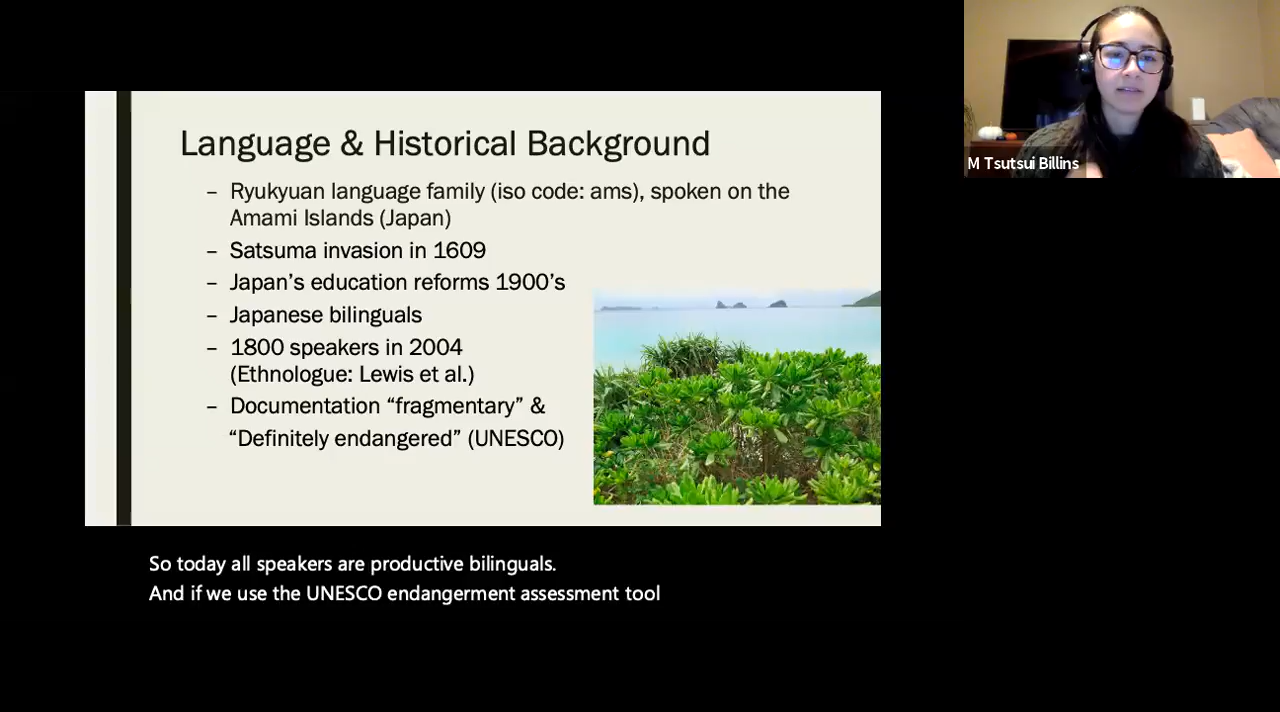 Language & Historical Background
– Ryukyuan language family (iso code: ams), spoken on the
Amami Islands (Japan)
– Satsuma invasion in 1609
– Japan’s education reforms 1900’s
– Japanese bilinguals
– 1800 speakers in 2004
(Ethnologue: Lewis et al.)
– Documentation “fragmentary” &
“Definitely endangered” (UNESCO)
M Tsutsui Billins
So today all speakers are productive bilinguals.
And if we use the UNESCO endangerment assessment tool